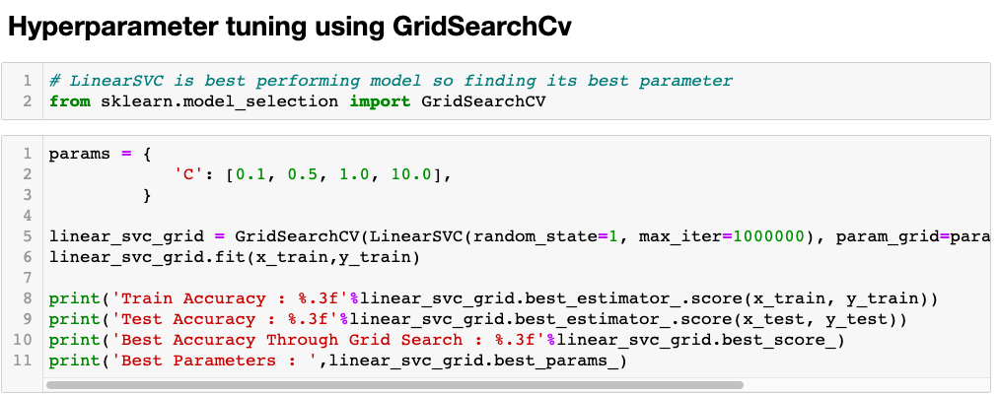 Hyperparameter tuning using GridSearchCv
1 # LinearSVC is best performing model so finding its best parameter
2 from sklearn.model_selection import GridSearchCV
1 params = {
2 'C': [0.1, 0.5, 1.0, 10.0],
3 }
4
5 linear_svc_grid = GridSearchCV(LinearSVC(random_state=1, max_iter=1000000), param_grid=para
6 linear_svc_grid.fit(x_train,y_train)
7
8 print('Train Accuracy : %.3f'%linear_svc_grid.best_estimator_.score(x_train, y_train))
9 print('Test Accuracy : %.3f'%linear_svc_grid.best_estimator_.score(x_test, y_test))
10 print('Best Accuracy Through Grid Search : %.3f'%linear_svc_grid.best_score_)
11 print('Best Parameters : ',linear_svc_grid.best_params_)